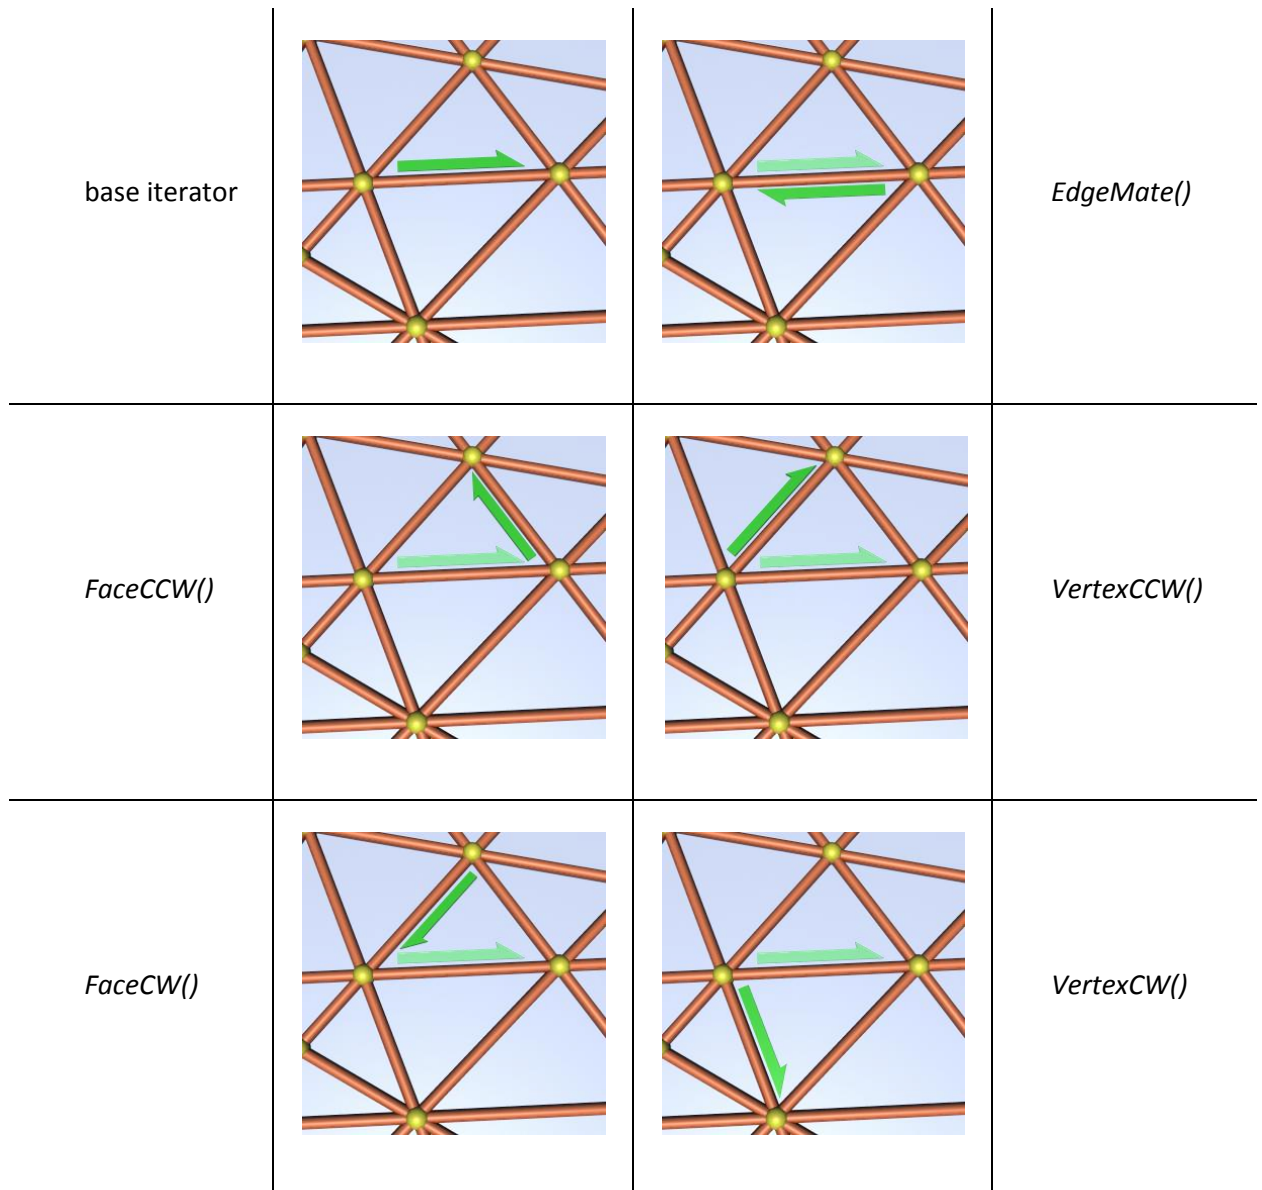 base iterator
EdgeMate()
FaceCCW()
VertexCCW()
FaceCW()
VertexCW()